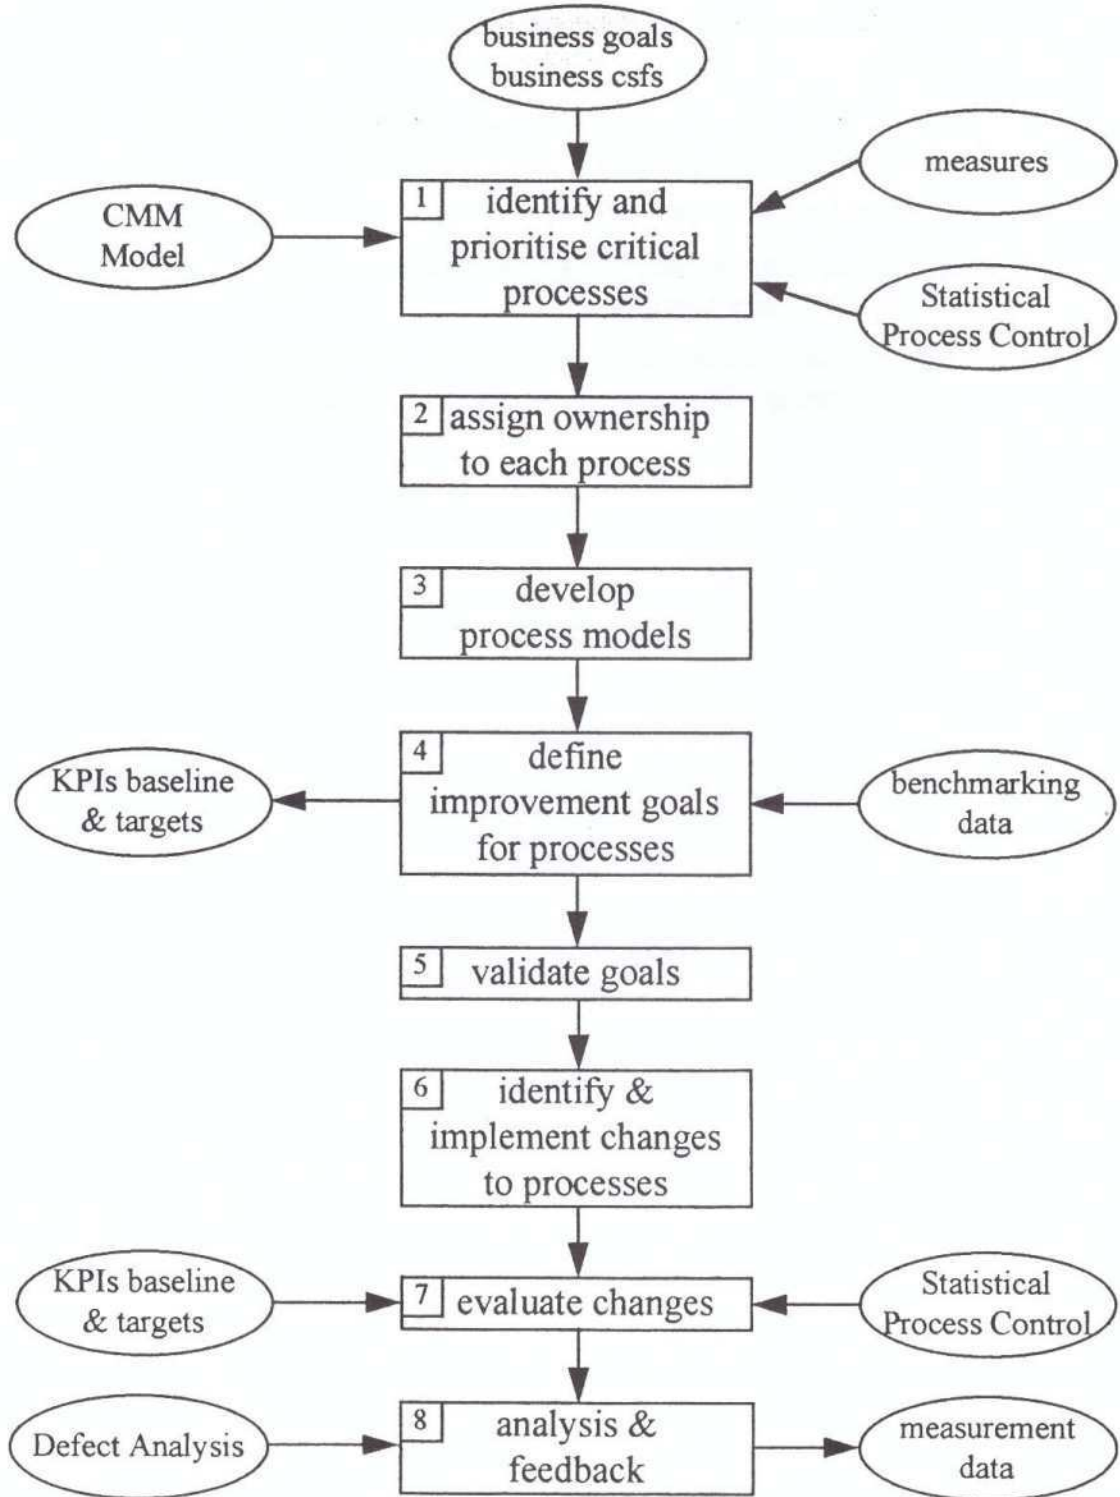 business goals
business csfs
measures
CMM
Model
1
identify and
prioritise critical
processes
Statistical
Process Control
2
assign ownership
to each process
3
develop
process models
KPIs baseline
& targets
4
define
improvement goals
for processes
benchmarking
data
5
validate goals
6
identify &
implement changes
to processes
KPIs baseline
& targets
7
evaluate changes
Statistical
Process Control
Defect Analysis
8
analysis &
feedback
measurement
data